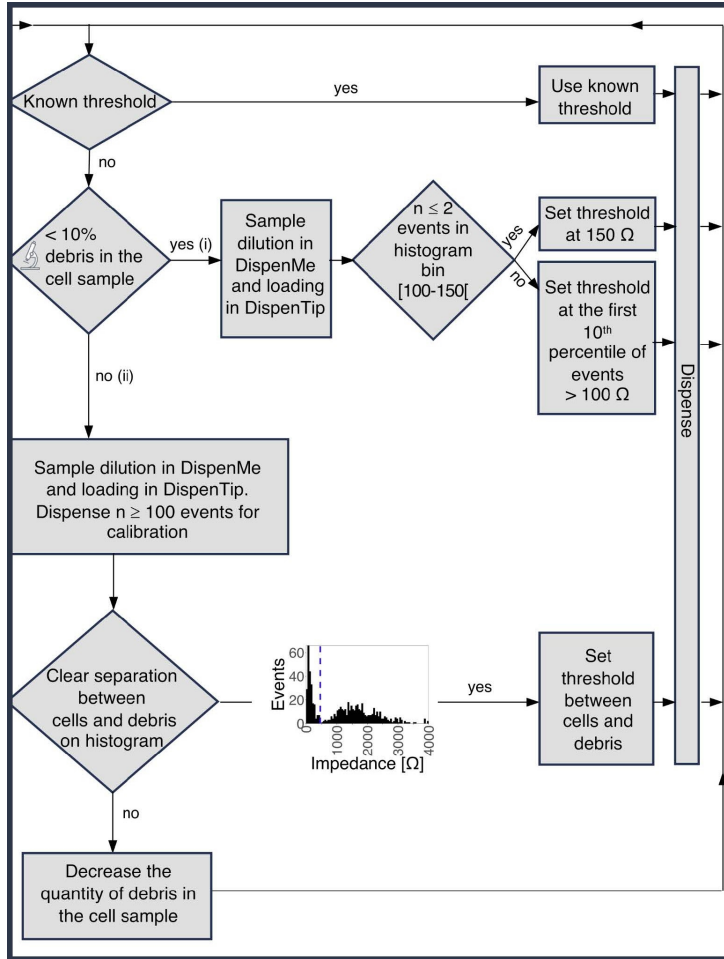 Known threshold
yes
Use known
threshold
no
< 10%
debris in the
cell sample
yes (i)
Sample
dilution in
DispenMe
and loading
in DispenTip
n ≤ 2
events in
histogram
bin
[100-150[
yes
no
Set threshold
at 150 Ω
Set threshold
at the first
10th
percentile of
events
> 100 Ω
Dispense
no (ii)
Sample dilution in DispenMe
and loading in DispenTip.
Dispense n ≥ 100 events for
calibration
Clear separation
between
cells and debris
on histogram
Events
60
40
20
0
0
1000
2000
3000
4000
Impedance [Ω]
yes
Set
threshold
between
cells and
debris
no
Decrease the
quantity of debris in
the cell sample